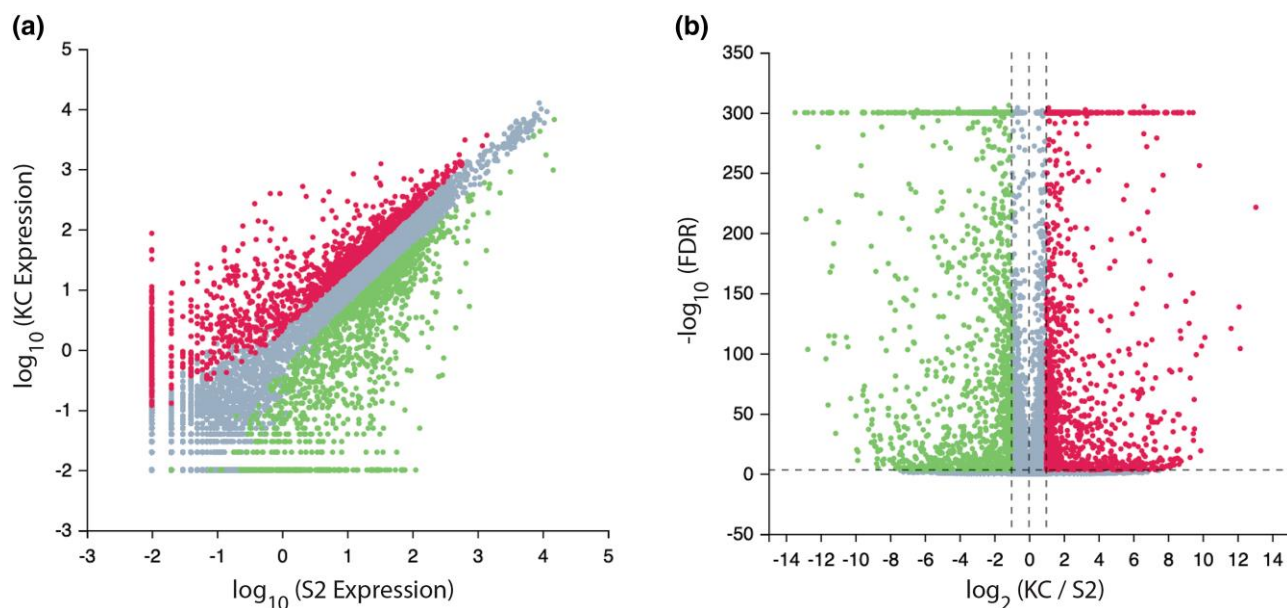 (a)
5
4
3
2
1
0
-1
-2
-3
log10 (KC Expression)
-3 -2 -1 0 1 2 3 4 5
log10 (S2 Expression)
(b)
350
300
250
200
150
100
50
0
-50
-log10 (FDR)
-14 -12 -10 -8 -6 -4 -2 0 2 4 6 8 10 12 14
log2 (KC / S2)